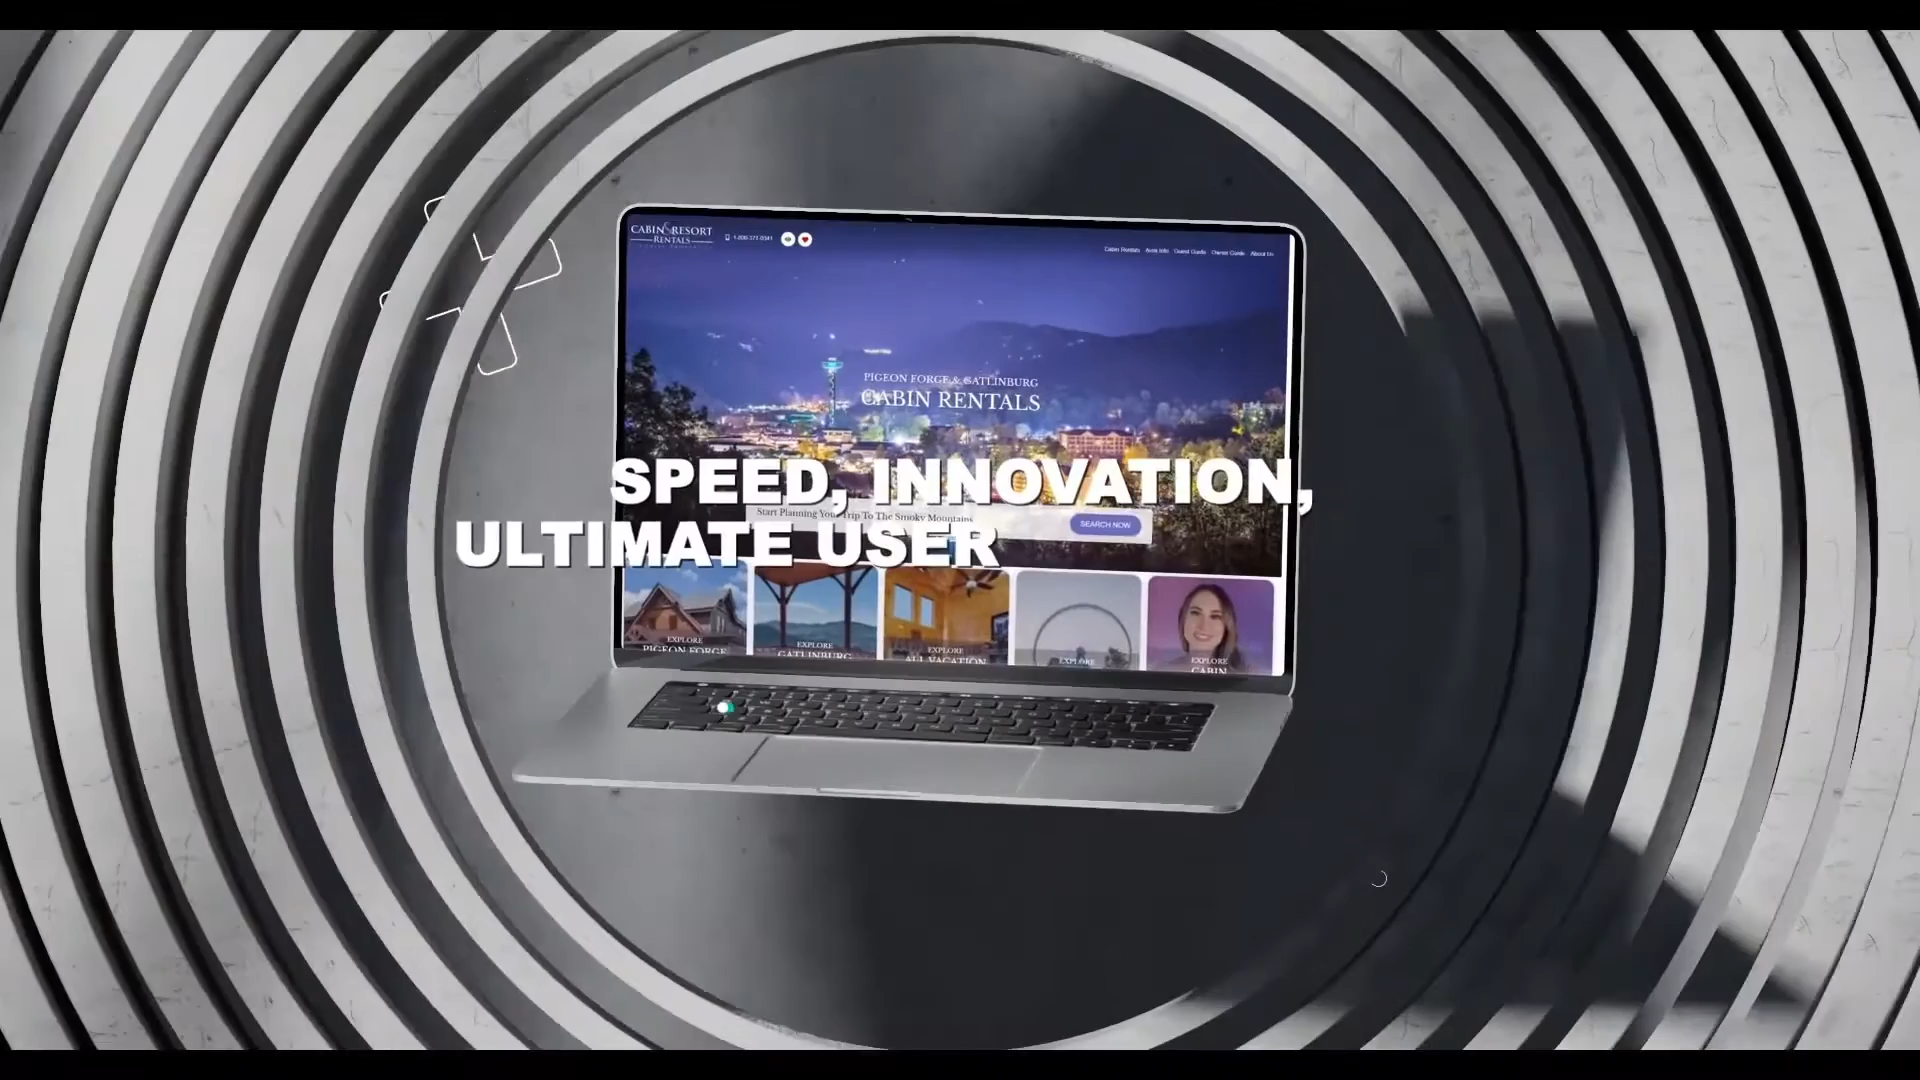 CABIN & RESORT
RENTALS
Cabin Rentals Area Info Guest Guide Owner Guide About Us
PIGEON FORGE & GATLINBURG
CABIN RENTALS
SPEED, INNOVATION,
Start Planning Your Trip To The Smoky Mountains
SEARCH NOW
ULTIMATE USER
EXPLORE
PIGEON FORGE
EXPLORE
GATLINBURG
EXPLORE
ALL VACATION
EXPLORE
EXPLORE
CABIN